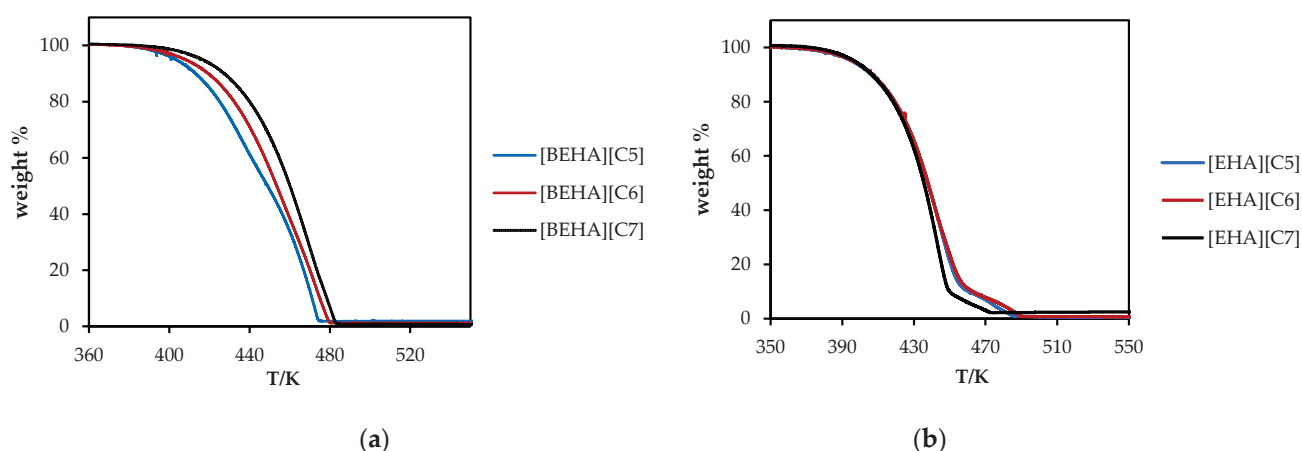 100
80
60
40
20
0
weight %
360
400
440
480
520
T/K
[BEHA][C5]
[BEHA][C6]
[BEHA][C7]
(a)
100
80
60
40
20
0
weight %
350
390
430
470
510
550
T/K
[EHA][C5]
[EHA][C6]
[EHA][C7]
(b)